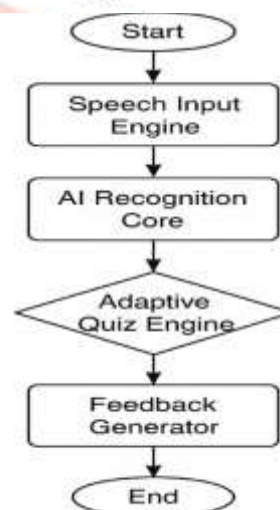 Start
Speech Input
Engine
AI Recognition
Core
Adaptive
Quiz Engine
Feedback
Generator
End